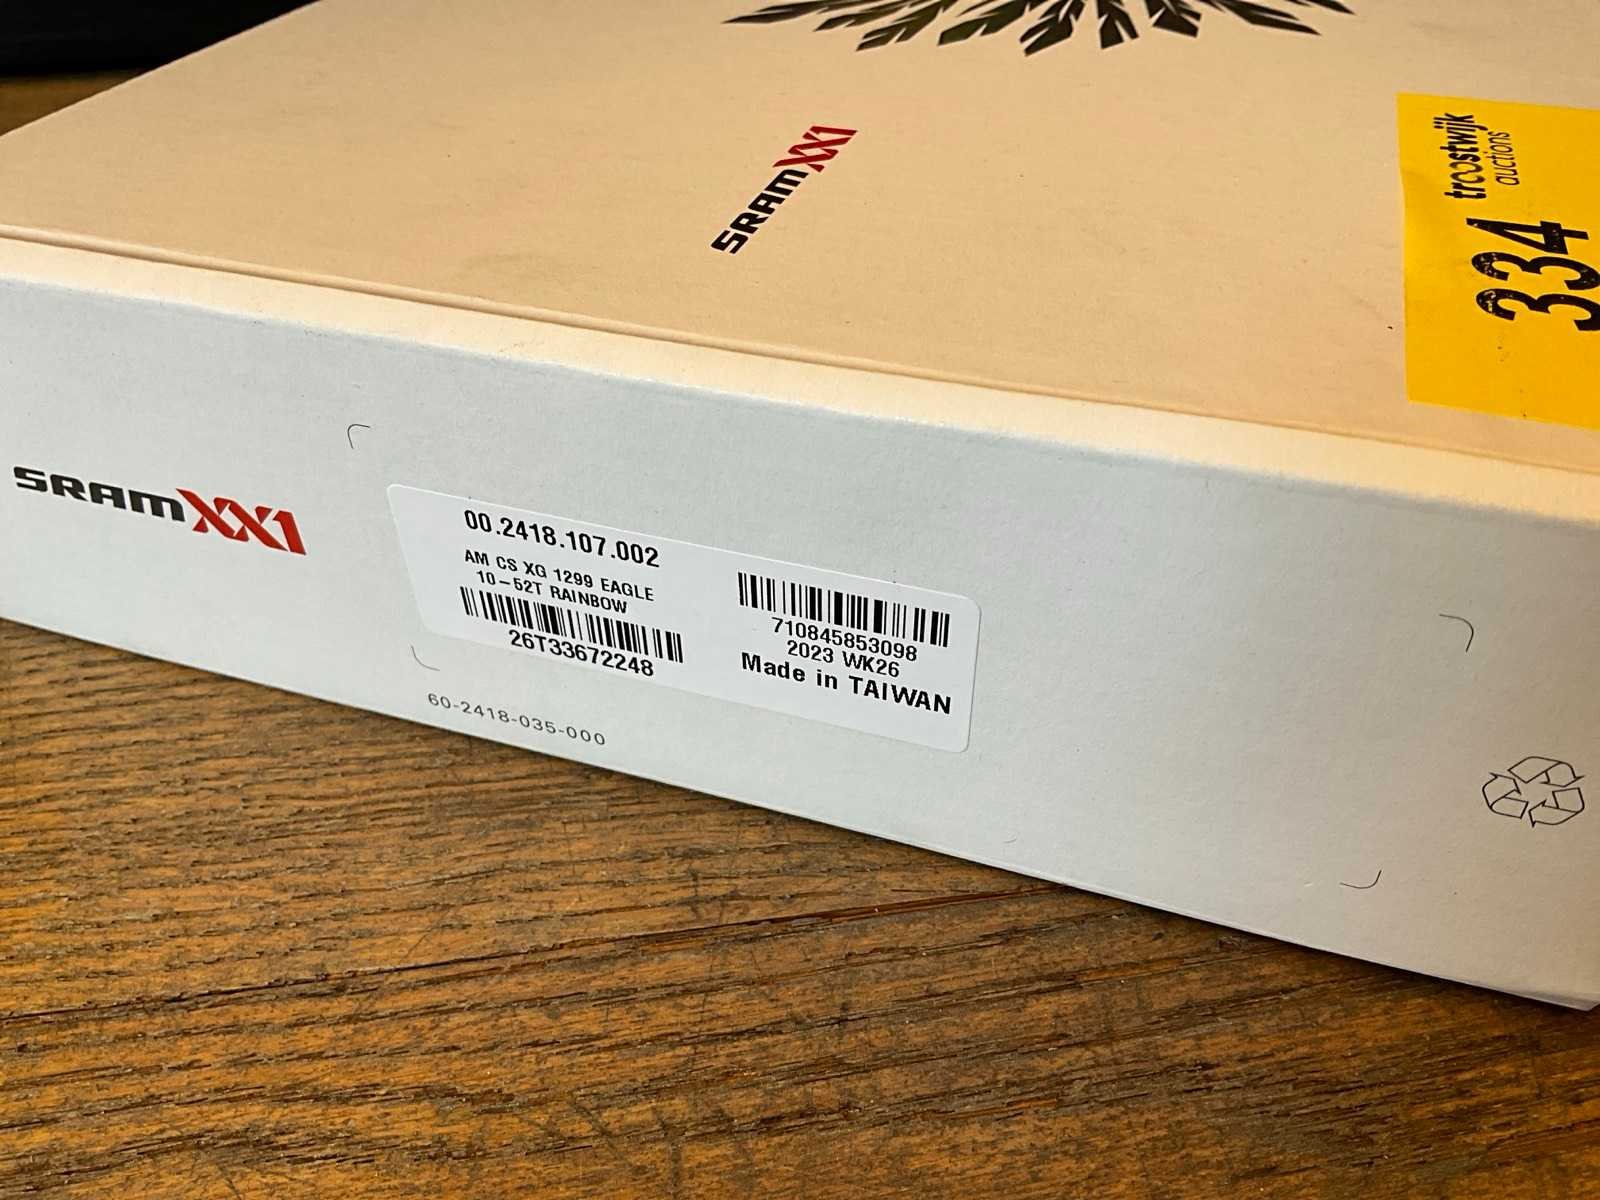 SRAM XX1
troostwijk
auctions
334
SRAM XX1
00.2418.107.002
AM CS XG 1299 EAGLE
10-52T RAINBOW
26T33672248
710845853098
2023 WK26
Made in TAIWAN
60-2418-035-000